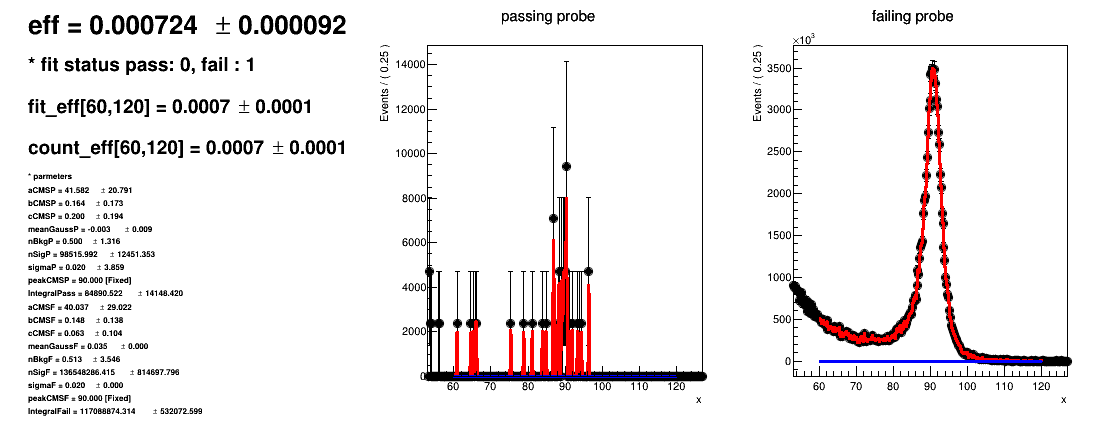 eff = 0.000724 ± 0.000092
* fit status pass: 0, fail : 1
fit_eff[60,120] = 0.0007 ± 0.0001
count_eff[60,120] = 0.0007 ± 0.0001
* parmeters
aCMSP = 41.582 ± 20.791
bCMSP = 0.164 ± 0.173
cCMSP = 0.200 ± 0.194
meanGaussP = -0.003 ± 0.009
nBkgP = 0.500 ± 1.316
nSigP = 98515.992 ± 12451.353
sigmaP = 0.020 ± 3.859
peakCMSP = 90.000 [Fixed]
IntegralPass = 84890.522 ± 14148.420
aCMSF = 40.037 ± 29.022
bCMSF = 0.148 ± 0.138
cCMSF = 0.063 ± 0.104
meanGaussF = 0.035 ± 0.000
nBkgF = 0.513 ± 3.546
nSigF = 136548286.415 ± 814697.796
sigmaF = 0.020 ± 0.000
peakCMSF = 90.000 [Fixed]
IntegralFail = 117088874.314 ± 532072.599
passing probe
Events / ( 0.25 )
14000
12000
10000
8000
6000
4000
2000
0
60 70 80 90 100 110 120
x
failing probe
×10³
Events / ( 0.25 )
3500
3000
2500
2000
1500
1000
500
0
60 70 80 90 100 110 120
x